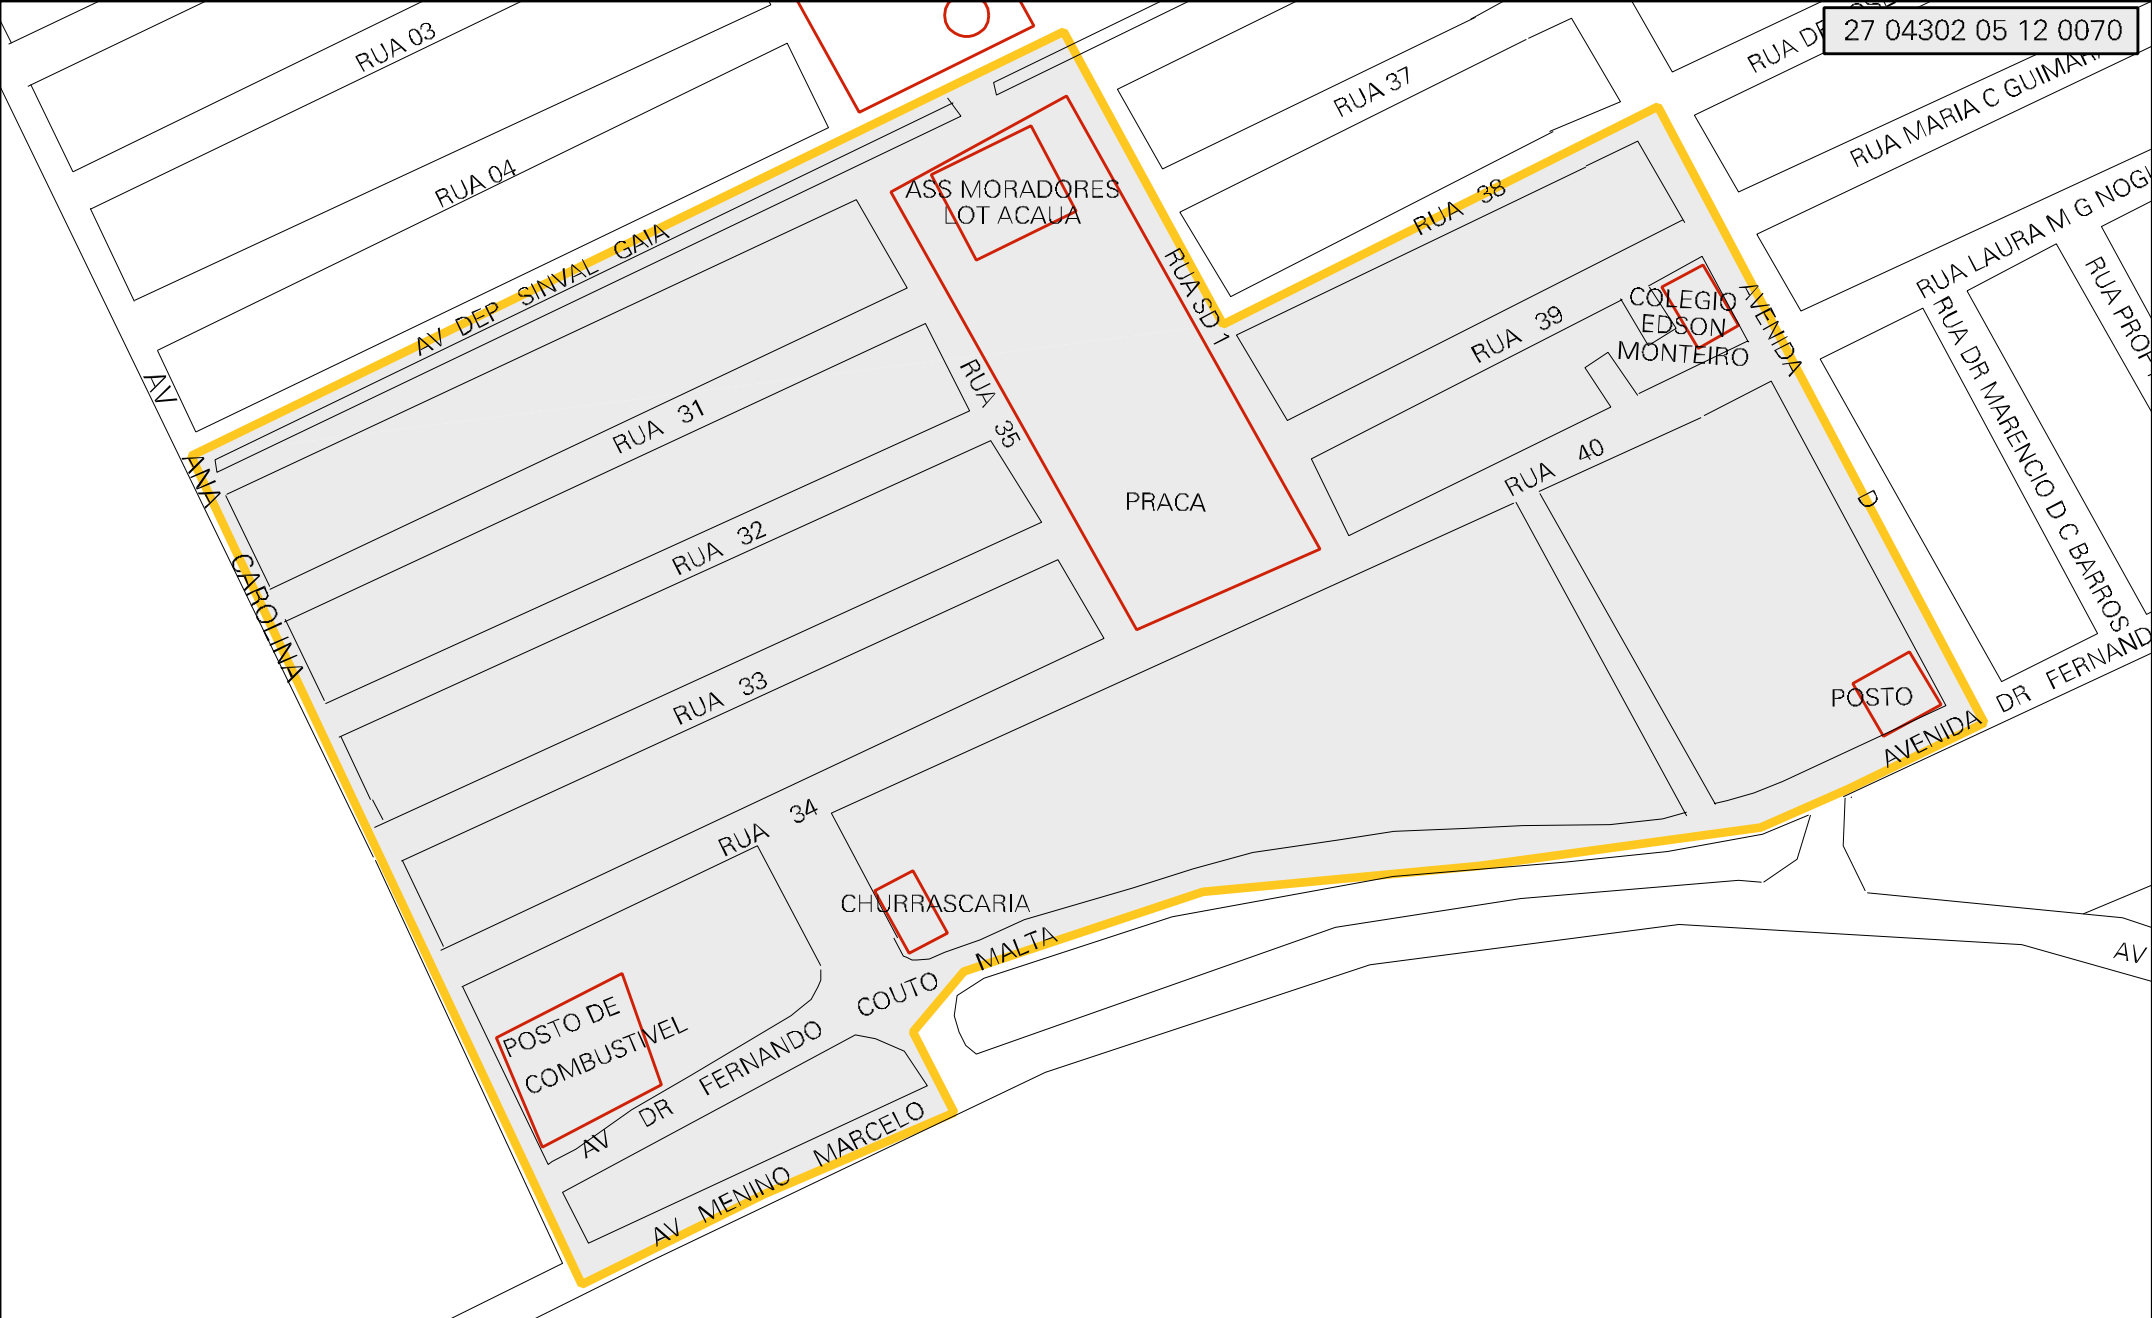 27 04302 05 12 0070
RUA 03
RUA 04
RUA 37
RUA MARIA C GUIMAR
RUA LAURA M G NOG
RUA PROF
RUA DR MARENCIO D C BARROS
ASS MORADORES
LOT ACAUA
AV DEP SINVAL GAIA
RUA SD 1
RUA 38
RUA 39
COLEGIO
EDSON
MONTEIRO
AVENIDA D
AV ANA CAROLINA
RUA 31
RUA 35
RUA 32
RUA 40
PRACA
RUA 33
POSTO
AVENIDA DR FERNAND
RUA 34
CHURRASCARIA
POSTO DE
COMBUSTIVEL
AV DR FERNANDO COUTO MALTA
AV MENINO MARCELO
AV